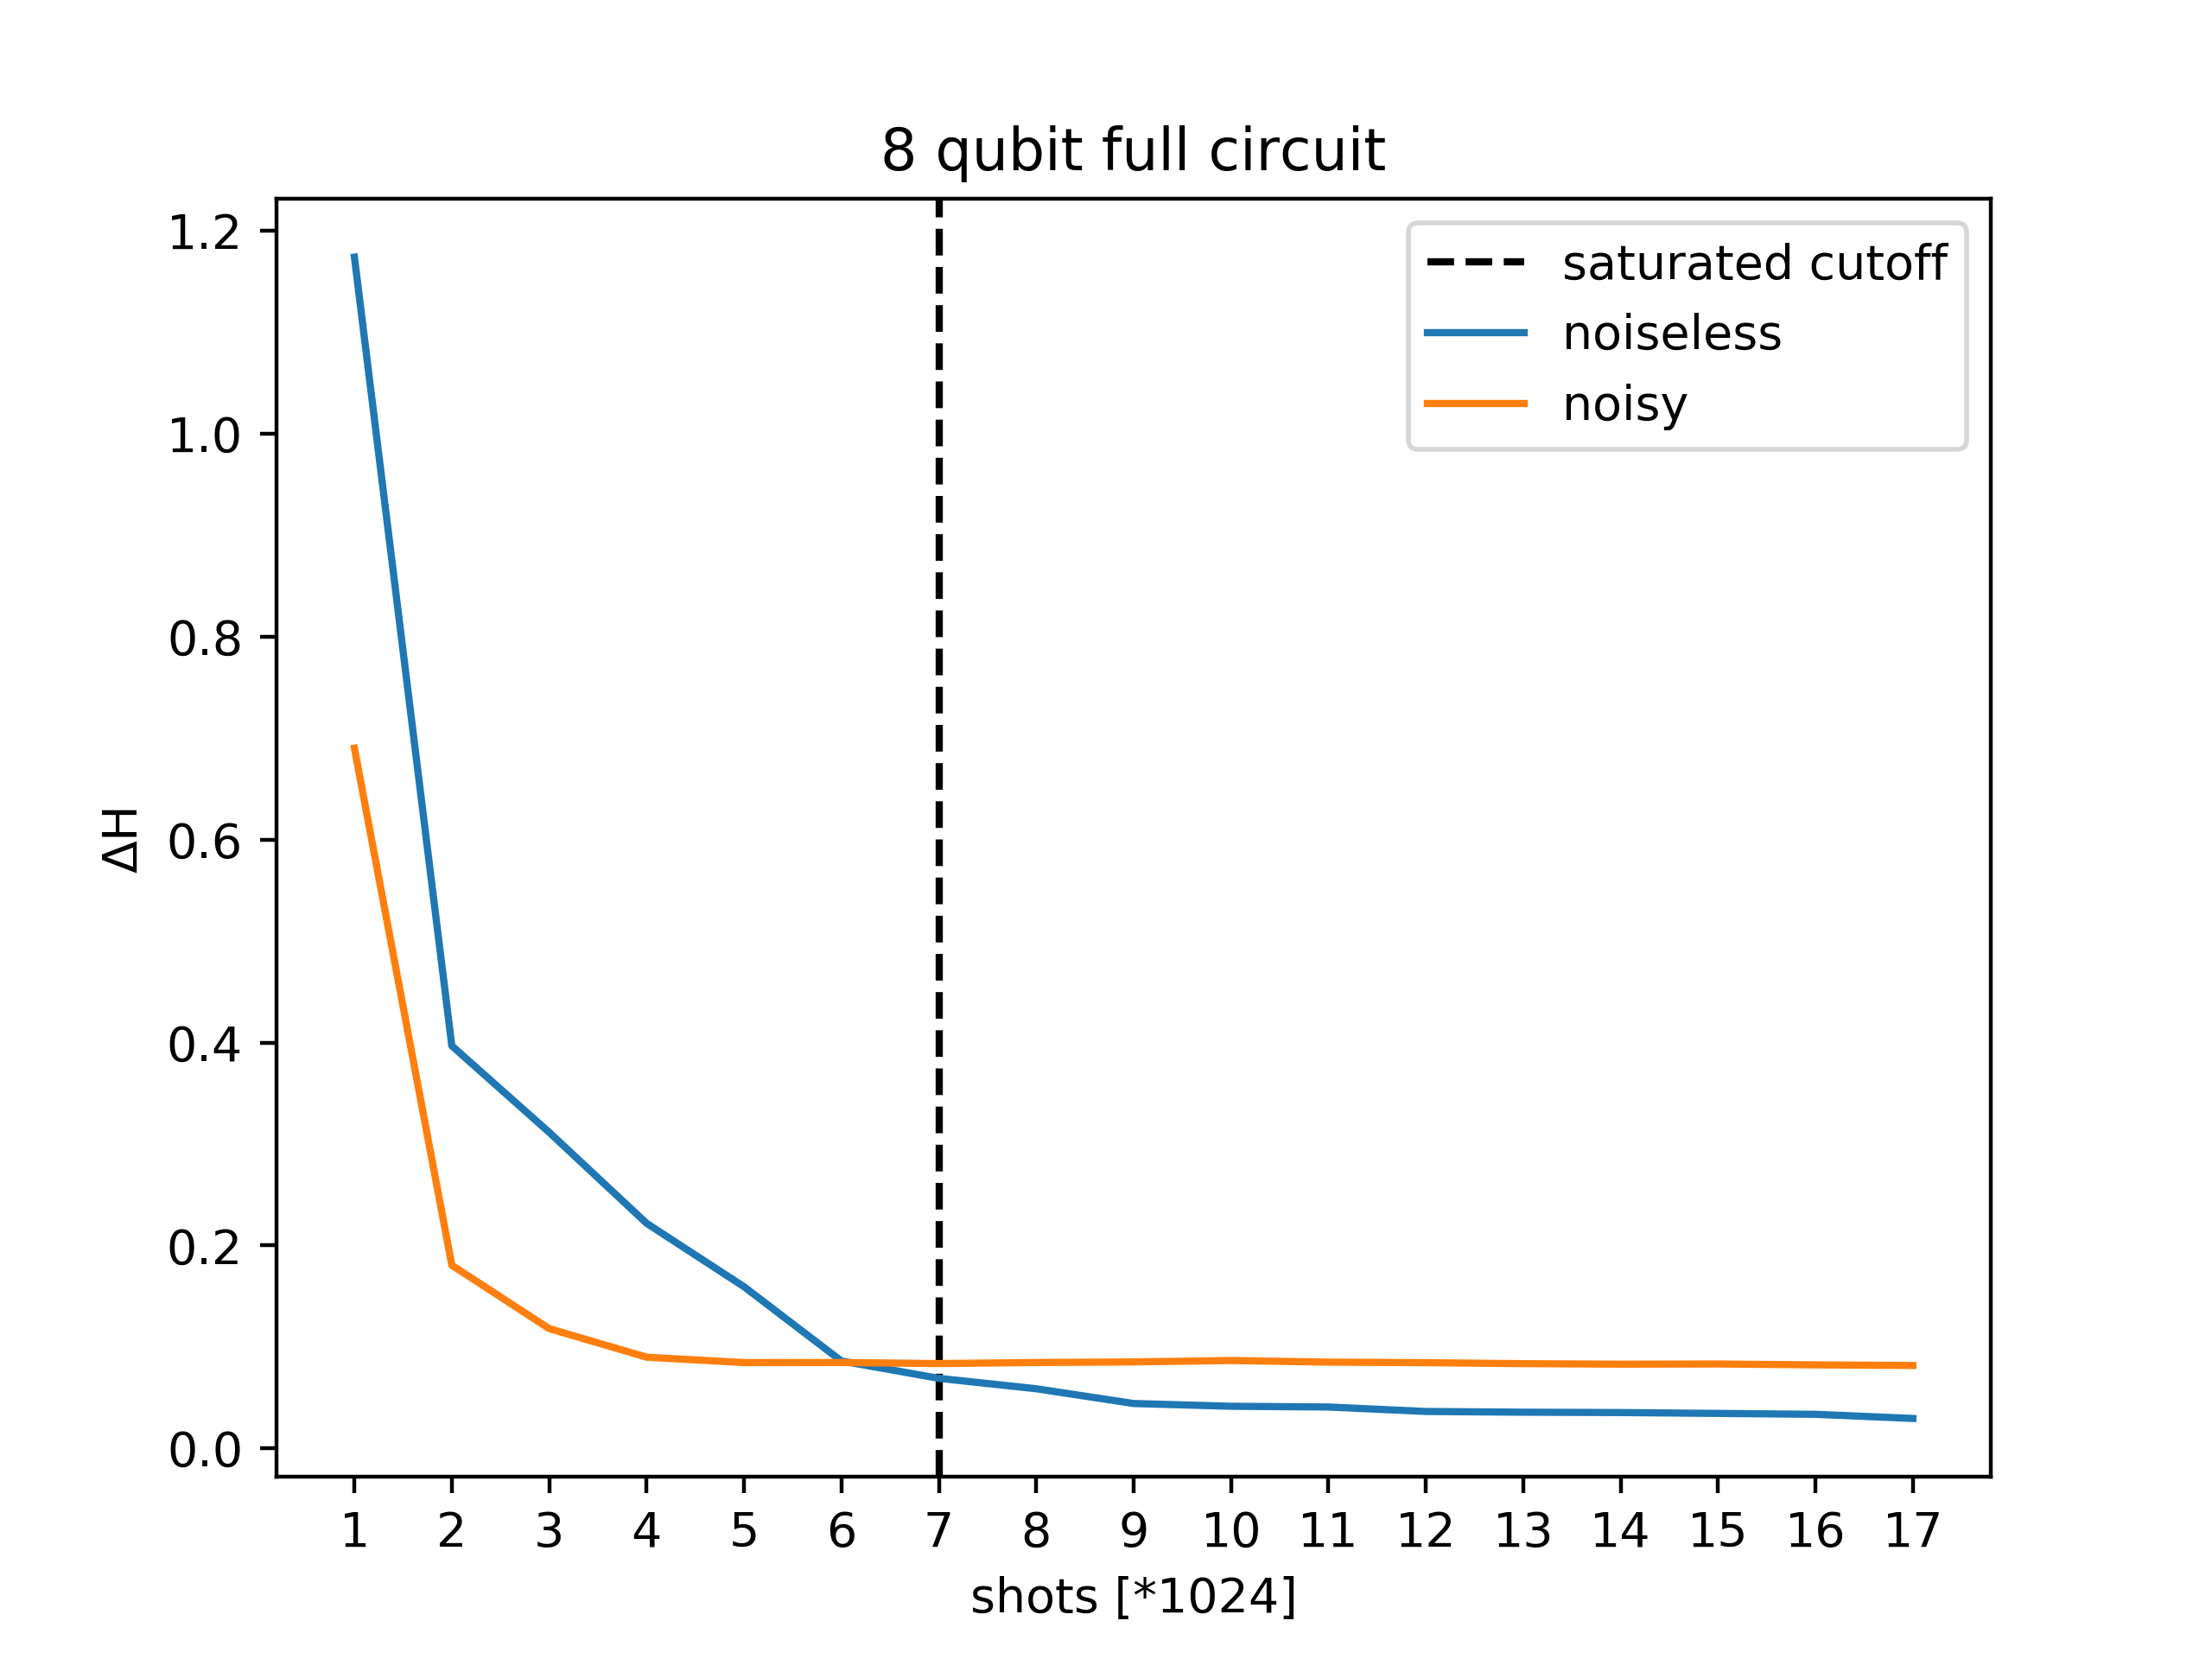 8 qubit full circuit
saturated cutoff
noiseless
noisy
1.2
1.0
0.8
0.6
0.4
0.2
0.0
ΔH
1 2 3 4 5 6 7 8 9 10 11 12 13 14 15 16 17
shots [*1024]